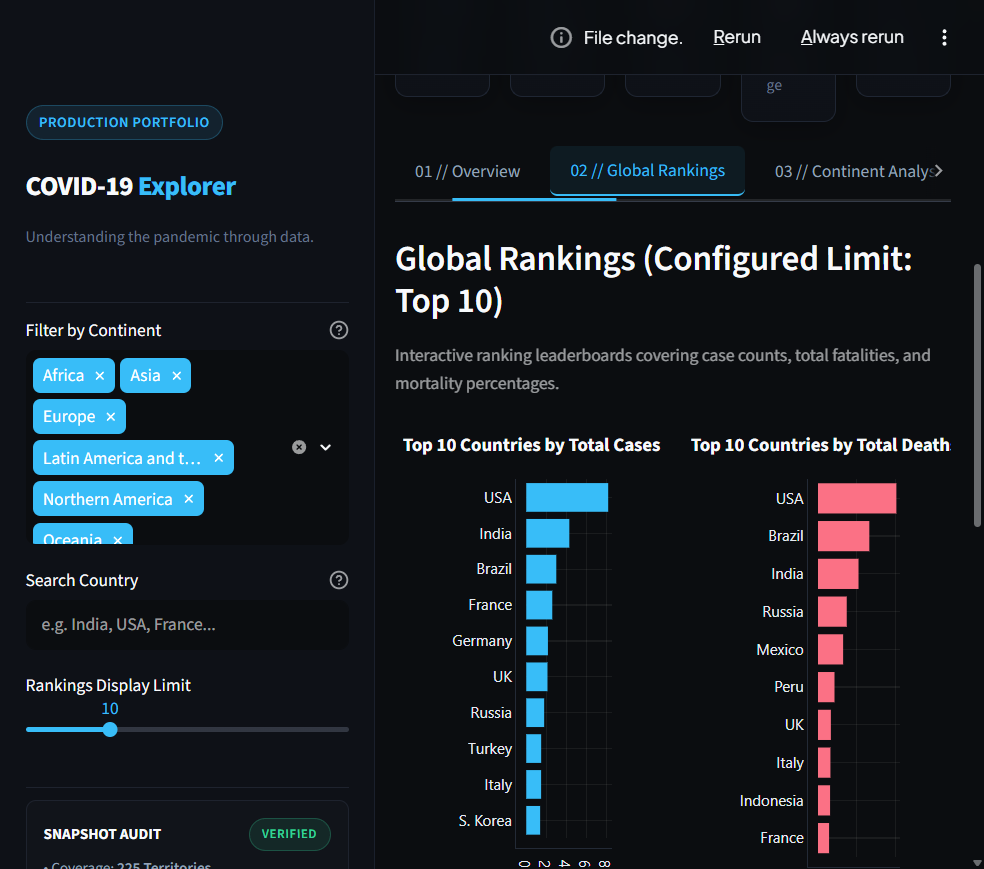 File change. Rerun Always rerun
PRODUCTION PORTFOLIO
COVID-19 Explorer
Understanding the pandemic through data.
Filter by Continent
Africa × Asia ×
Europe ×
Latin America and t... ×
Northern America ×
Oceania ×
Search Country
e.g. India, USA, France...
Rankings Display Limit
10
SNAPSHOT AUDIT VERIFIED
• Coverage: 225 Territories
ge
01 // Overview 02 // Global Rankings 03 // Continent Analys
Global Rankings (Configured Limit:
Top 10)
Interactive ranking leaderboards covering case counts, total fatalities, and
mortality percentages.
Top 10 Countries by Total Cases
USA
India
Brazil
France
Germany
UK
Russia
Turkey
Italy
S. Korea
0 2 4 6 8
Top 10 Countries by Total Death
USA
Brazil
India
Russia
Mexico
Peru
UK
Italy
Indonesia
France